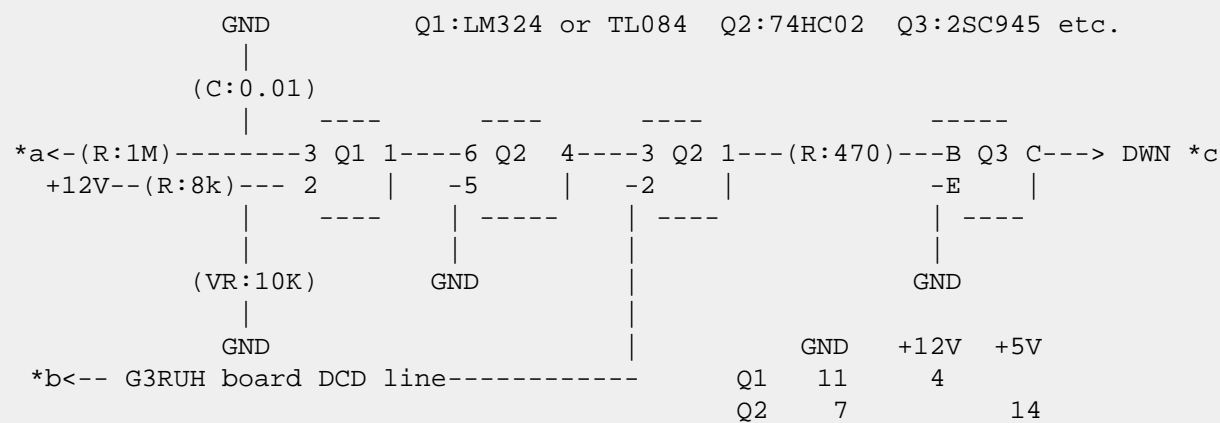 GND        Q1:LM324 or TL084  Q2:74HC02  Q3:2SC945 etc.
             |
          (C:0.01)
             |   ----      ----      ----              -----
*a<-(R:1M)--------3 Q1 1----6 Q2  4----3 Q2 1---(R:470)---B Q3 C---> DWN *c
  +12V--(R:8k)--- 2    |   -5     |   -2    |            -E     |
             |   ----   | -----     | ----              | ----
             |          |           |                   |
          (VR:10K)     GND          |                  GND
             |                      |
            GND                     |         GND   +12V  +5V
 *b<-- G3RUH board DCD line------------     Q1   11     4
                                            Q2   7          14